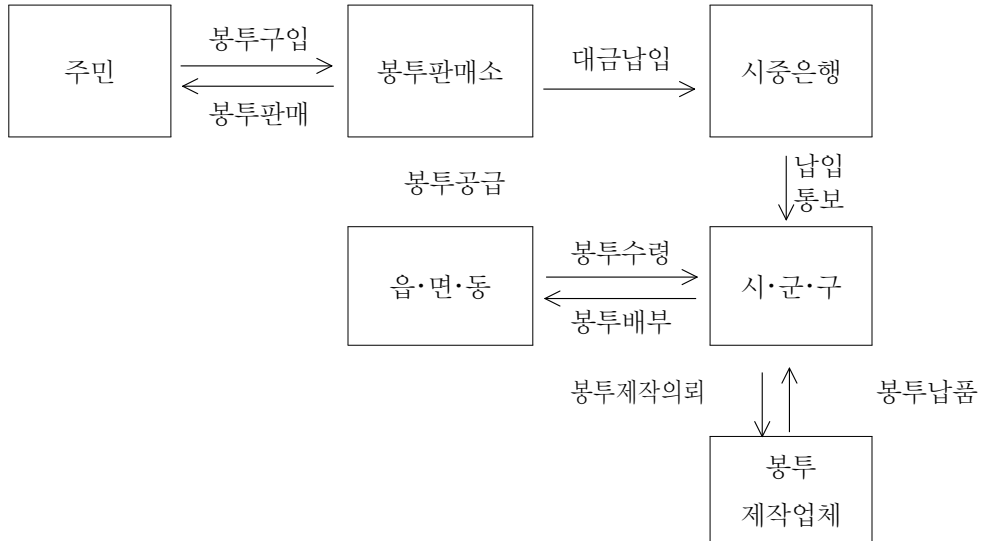 봉투구입
주민
봉투판매
봉투판매소
대금납입
시중은행
봉투공급
납입
통보
읍·면·동
봉투수령
봉투배부
시·군·구
봉투제작의뢰
봉투납품
봉투
제작업체